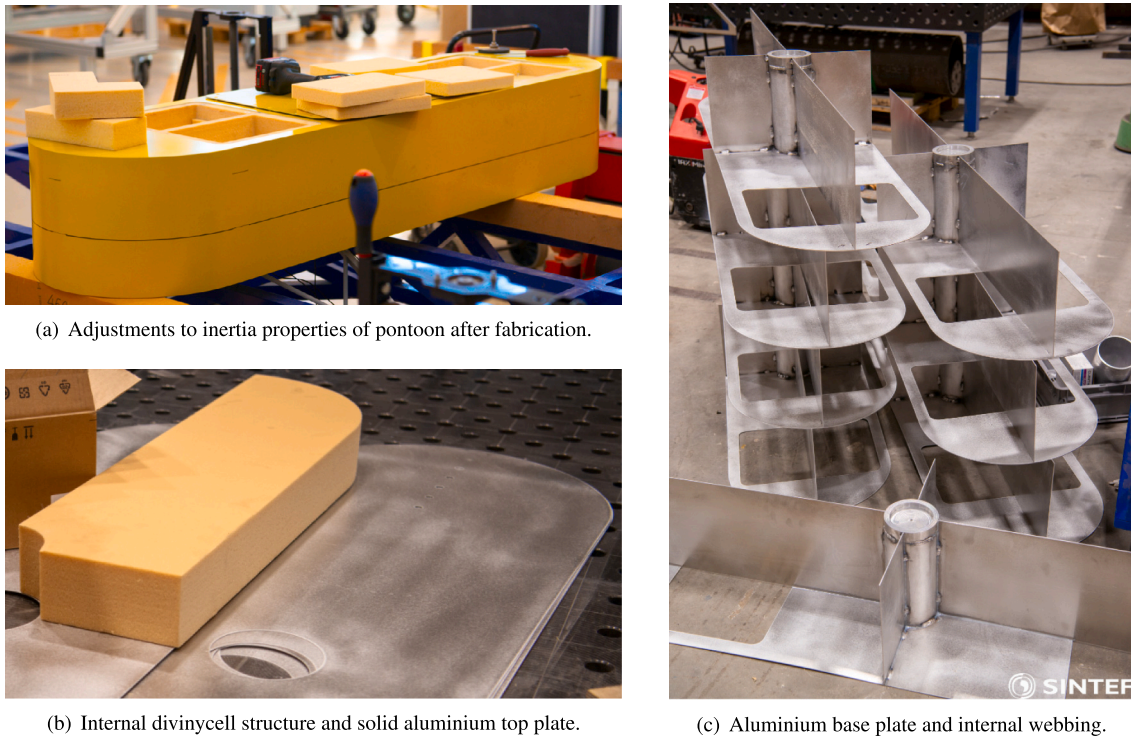 (a) Adjustments to inertia properties of pontoon after fabrication.
(b) Internal divinycell structure and solid aluminium top plate.
SINTEF
(c) Aluminium base plate and internal webbing.